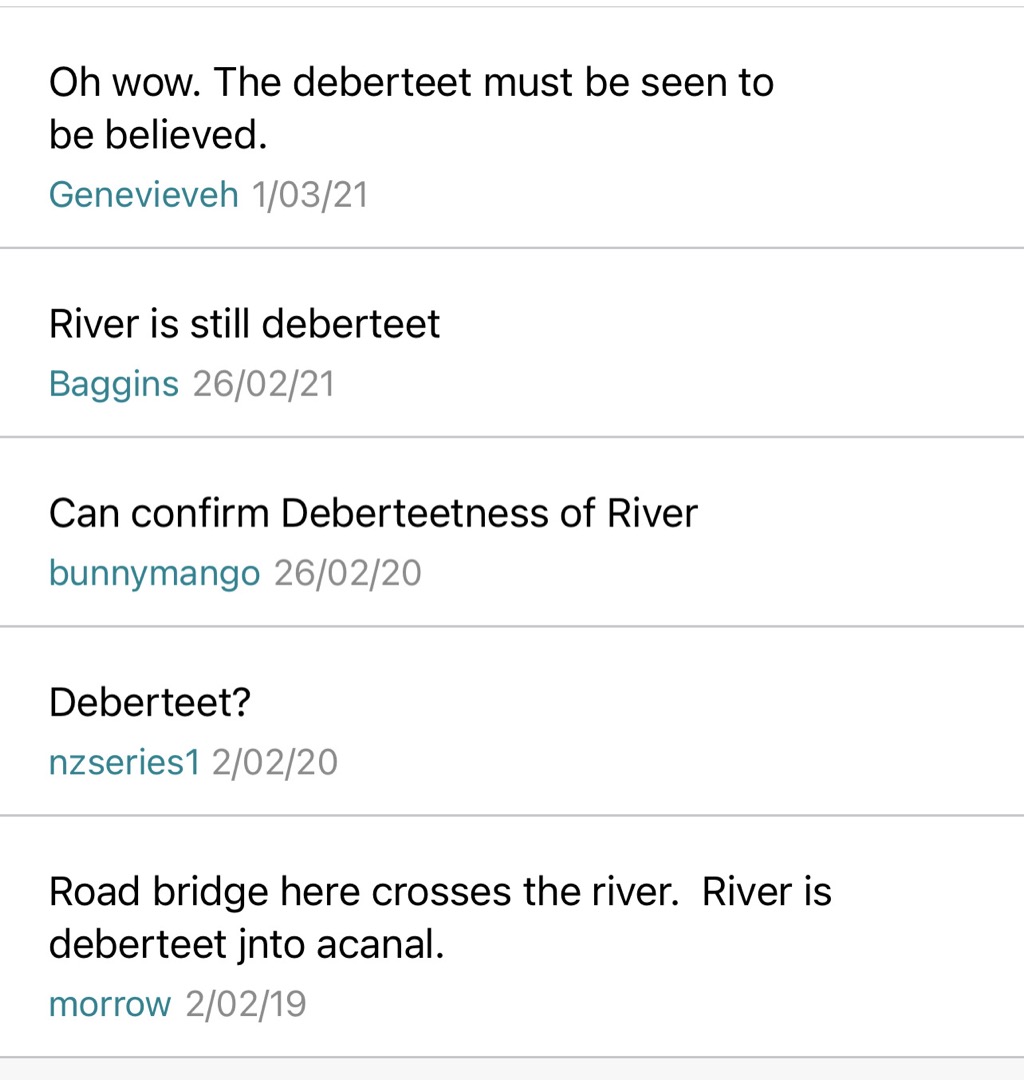 Oh wow. The deberteet must be seen to
be believed.
Genevieveh 1/03/21
River is still deberteet
Baggins 26/02/21
Can confirm Deberteetness of River
bunnymango 26/02/20
Deberteet?
nzseries1 2/02/20
Road bridge here crosses the river.  River is
deberteet jnto acanal.
morrow 2/02/19